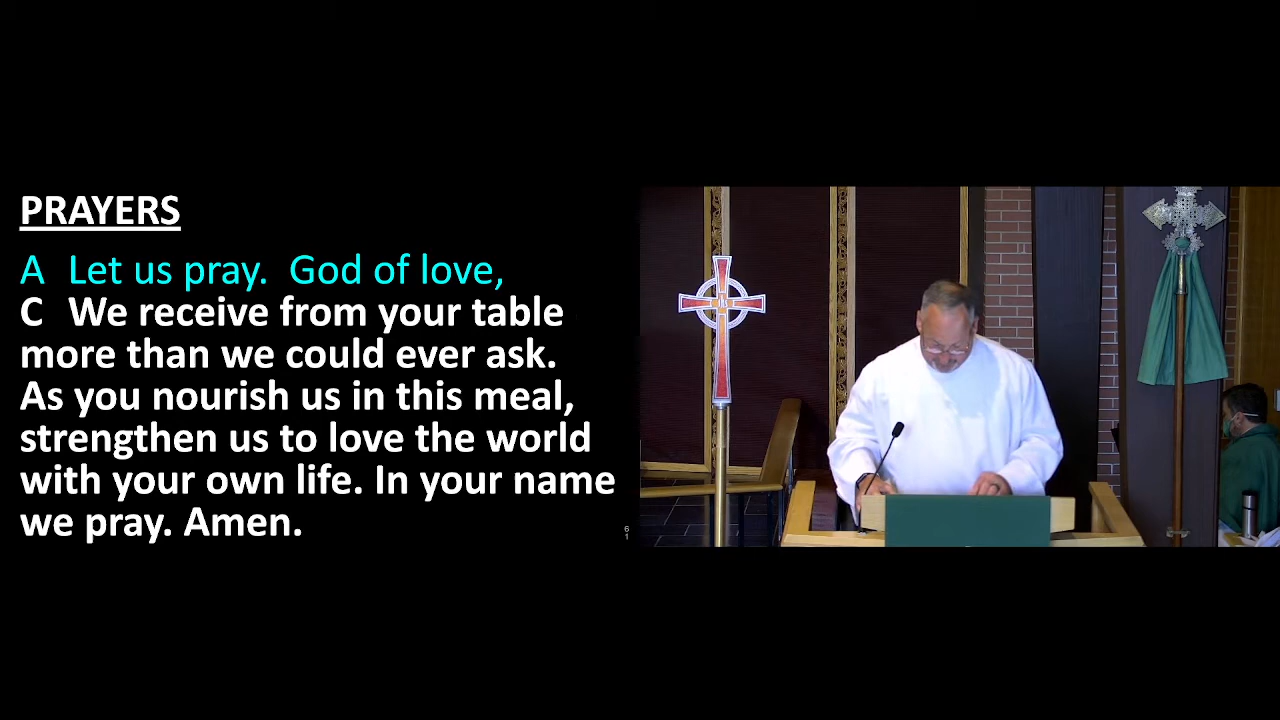 PRAYERS
A Let us pray. God of love,
C We receive from your table
more than we could ever ask.
As you nourish us in this meal,
strengthen us to love the world
with your own life. In your name
we pray. Amen.
6
1